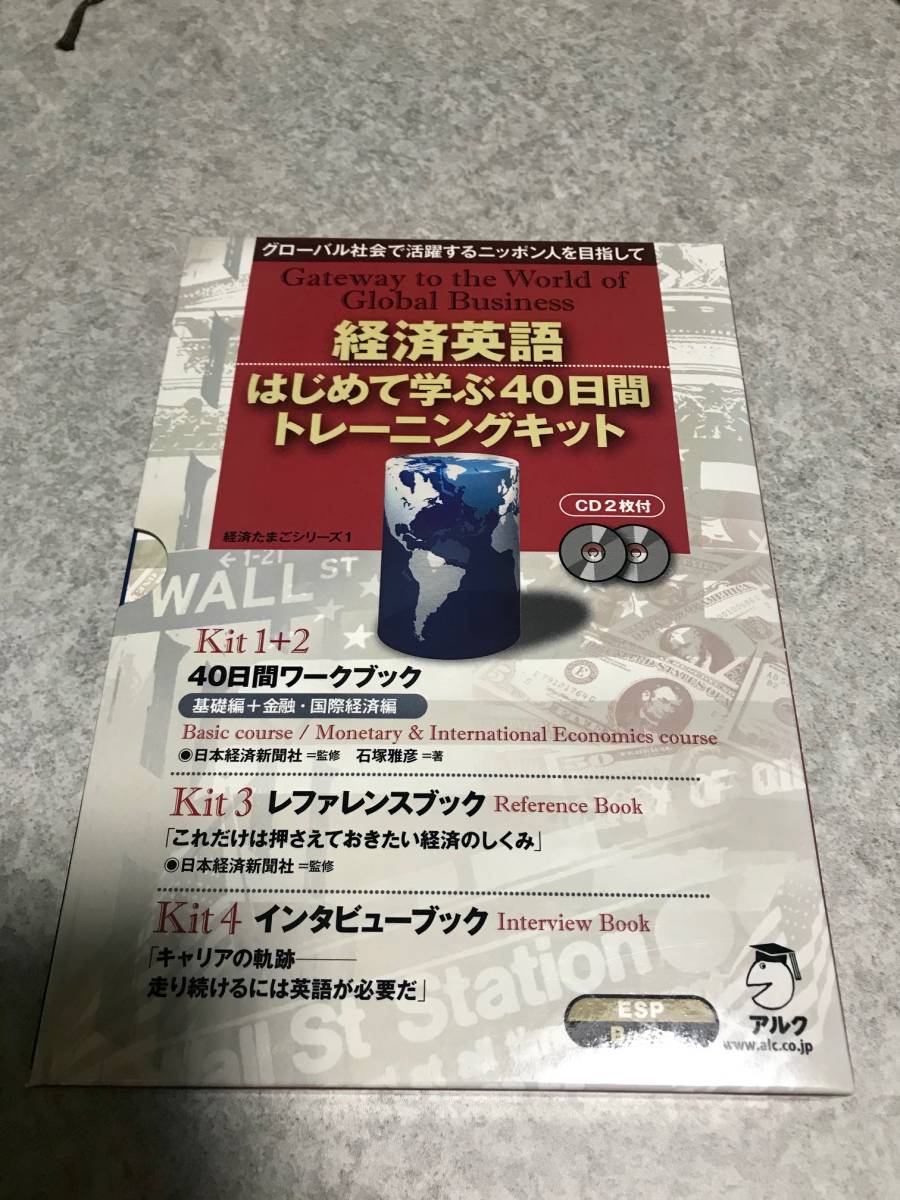 グローバル社会で活躍するニッポン人を目指して
Gateway to the World of
Global Business
経済英語
はじめて学ぶ40日間
トレーニングキット
CD2枚付
経済たまごシリーズ1
←1-21
WALL ST
Kit 1+2
40日間ワークブック
基礎編+金融・国際経済編
Basic course / Monetary & International Economics course
◉日本経済新聞社=監修 石塚雅彦=著
Kit 3 レファレンスブック Reference Book
「これだけは押さえておきたい経済のしくみ」
◉日本経済新聞社=監修
Kit 4 インタビューブック Interview Book
「キャリアの軌跡――
走り続けるには英語が必要だ」
all St Station
ESP
アルク
www.alc.co.jp